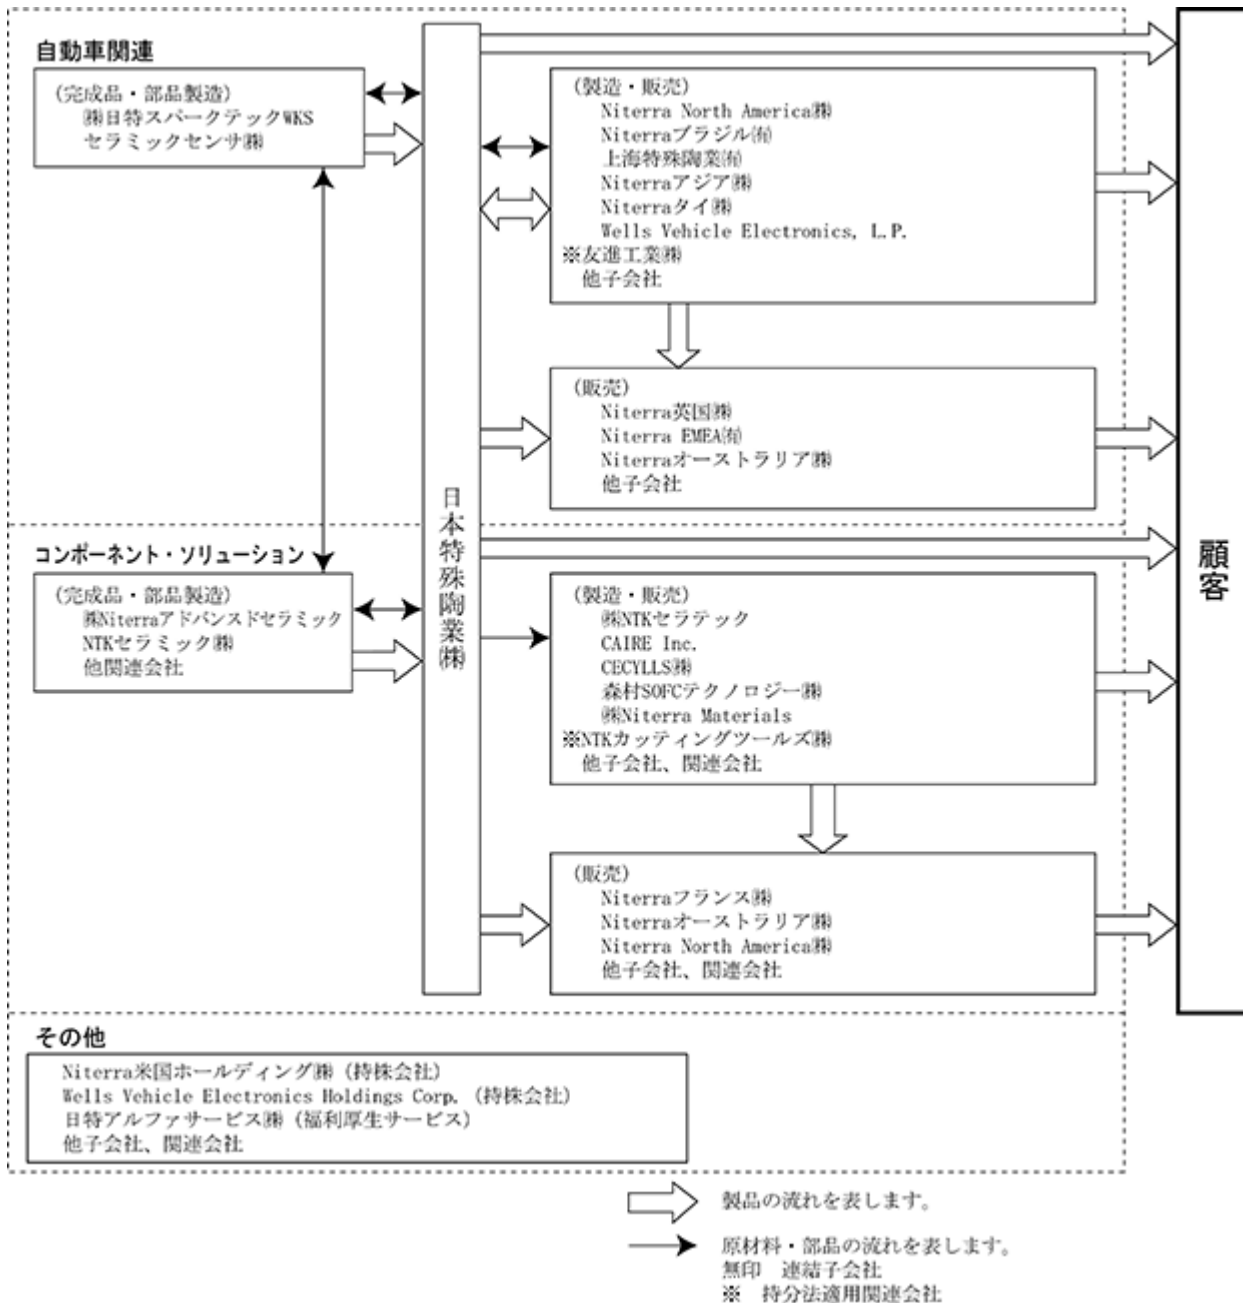 自動車関連
(完成品・部品製造)
㈱日特スパークテックWKS
セラミックセンサ㈱
日本特殊陶業㈱
(製造・販売)
Niterra North America㈱
Niterraブラジル㈲
上海特殊陶業㈲
Niterraアジア㈱
Niterraタイ㈱
Wells Vehicle Electronics, L.P.
※友進工業㈱
他子会社
(販売)
Niterra英国㈱
Niterra EMEA㈲
Niterraオーストラリア㈱
他子会社
顧客
コンポーネント・ソリューション
(完成品・部品製造)
㈱Niterraアドバンスドセラミック
NTKセラミック㈱
他関連会社
(製造・販売)
㈱NTKセラテック
CAIRE Inc.
CECYLLS㈱
森村SOFCテクノロジー㈱
㈱Niterra Materials
※NTKカッティングツールズ㈱
他子会社、関連会社
(販売)
Niterraフランス㈱
Niterraオーストラリア㈱
Niterra North America㈱
他子会社、関連会社
その他
Niterra米国ホールディング㈱ (持株会社)
Wells Vehicle Electronics Holdings Corp. (持株会社)
日特アルファサービス㈱ (福利厚生サービス)
他子会社、関連会社
製品の流れを表します。
原材料・部品の流れを表します。
無印 連結子会社
※ 持分法適用関連会社